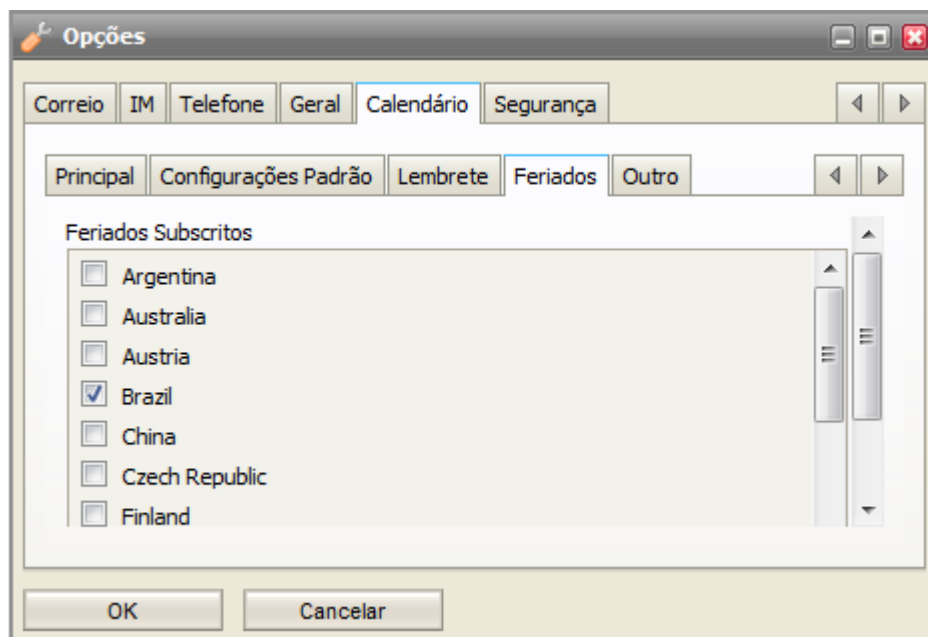 Opções
Correio IM Telefone Geral Calendário Segurança
Principal Configurações Padrão Lembrete Feriados Outro
Feriados Subscritos
Argentina
Australia
Austria
Brazil
China
Czech Republic
Finland
OK Cancelar